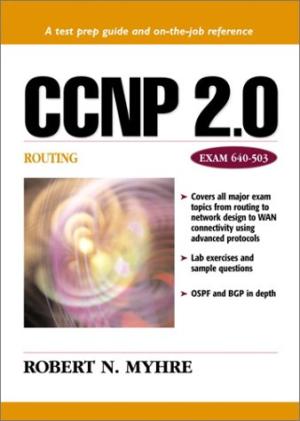 A test prep guide and on-the-job reference
CCNP 2.0
ROUTING
EXAM 640-503
Covers all major exam
topics from routing to
network design to WAN
connectivity using
advanced protocols
Lab exercises and
sample questions
OSPF and BGP in depth
ROBERT N. MYHRE